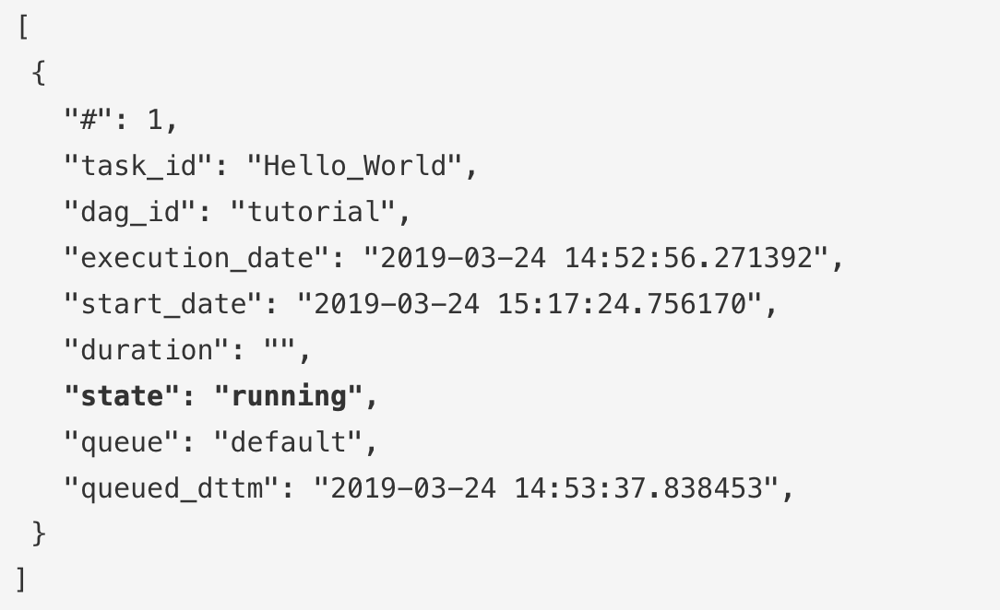 [
{
"#": 1,
"task_id": "Hello_World",
"dag_id": "tutorial",
"execution_date": "2019-03-24 14:52:56.271392",
"start_date": "2019-03-24 15:17:24.756170",
"duration": "",
"state": "running",
"queue": "default",
"queued_dttm": "2019-03-24 14:53:37.838453",
}
]